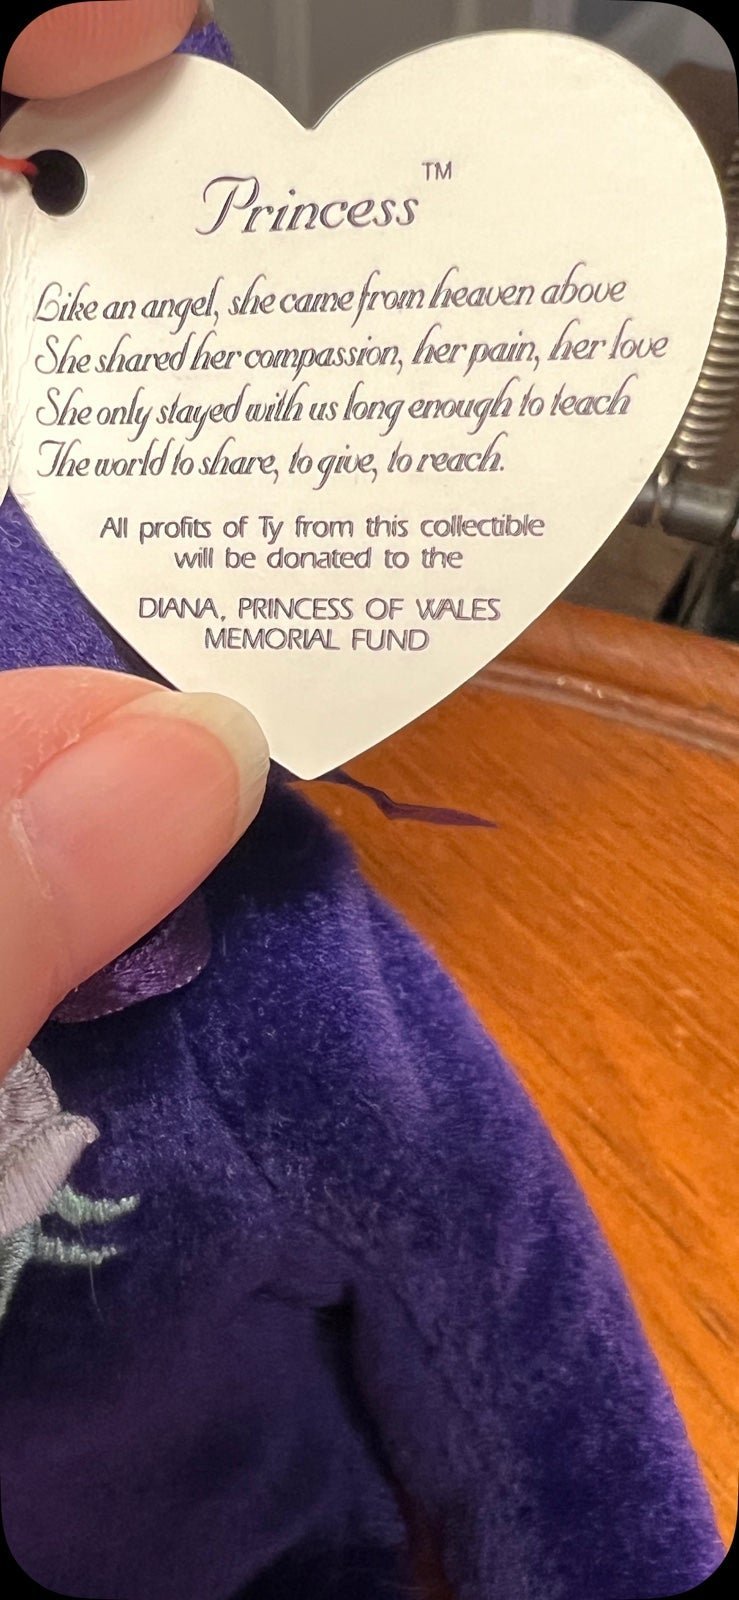 Princess™
Like an angel, she came from heaven above
She shared her compassion, her pain, her love
She only stayed with us long enough to teach
The world to share, to give, to reach.
All profits of Ty from this collectible
will be donated to the
DIANA, PRINCESS OF WALES
MEMORIAL FUND